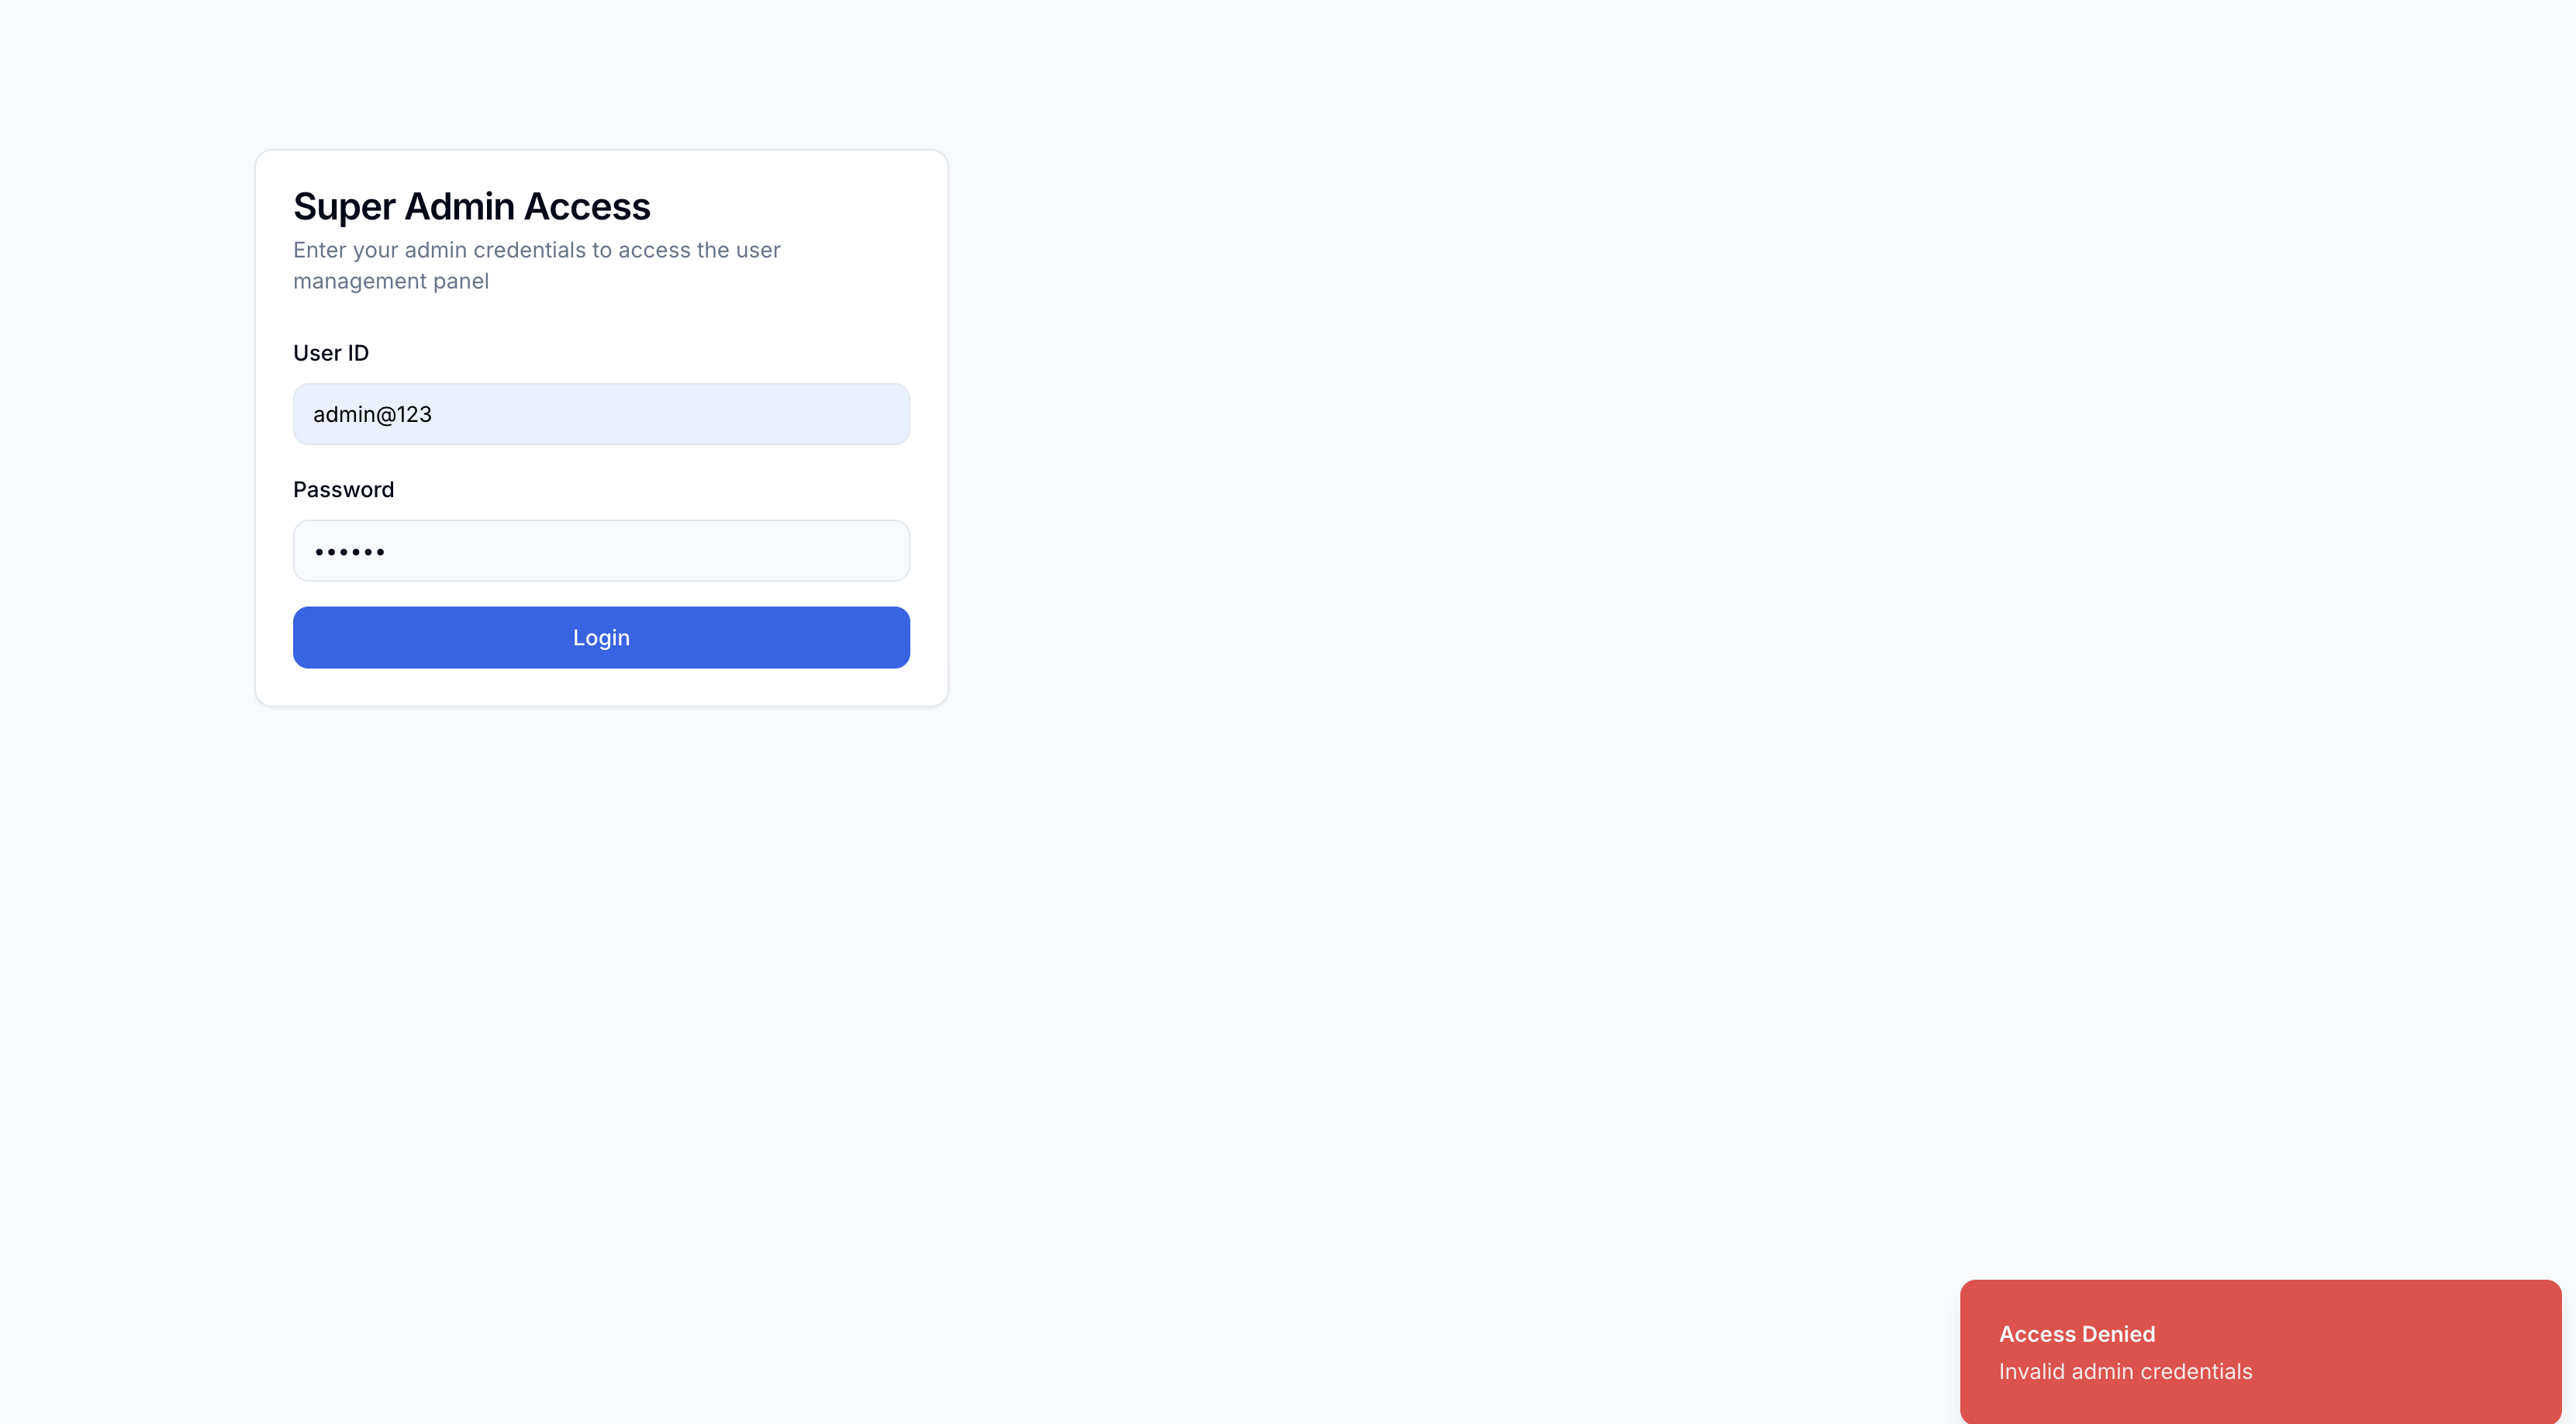 Super Admin Access
Enter your admin credentials to access the user
management panel
User ID
admin@123
Password
••••••
Login
Access Denied
Invalid admin credentials